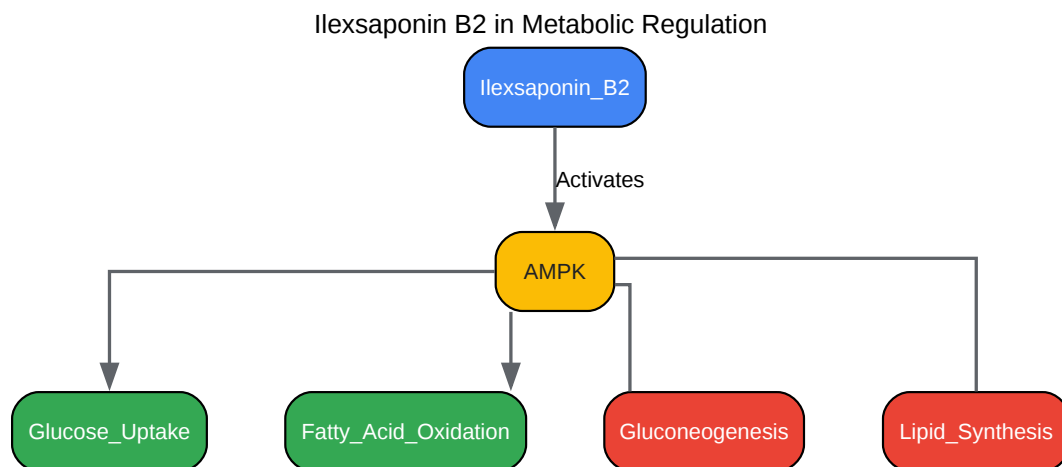 Ilexsaponin B2 in Metabolic Regulation
Ilexsaponin_B2
Activates
AMPK
Glucose_Uptake
Fatty_Acid_Oxidation
Gluconeogenesis
Lipid_Synthesis